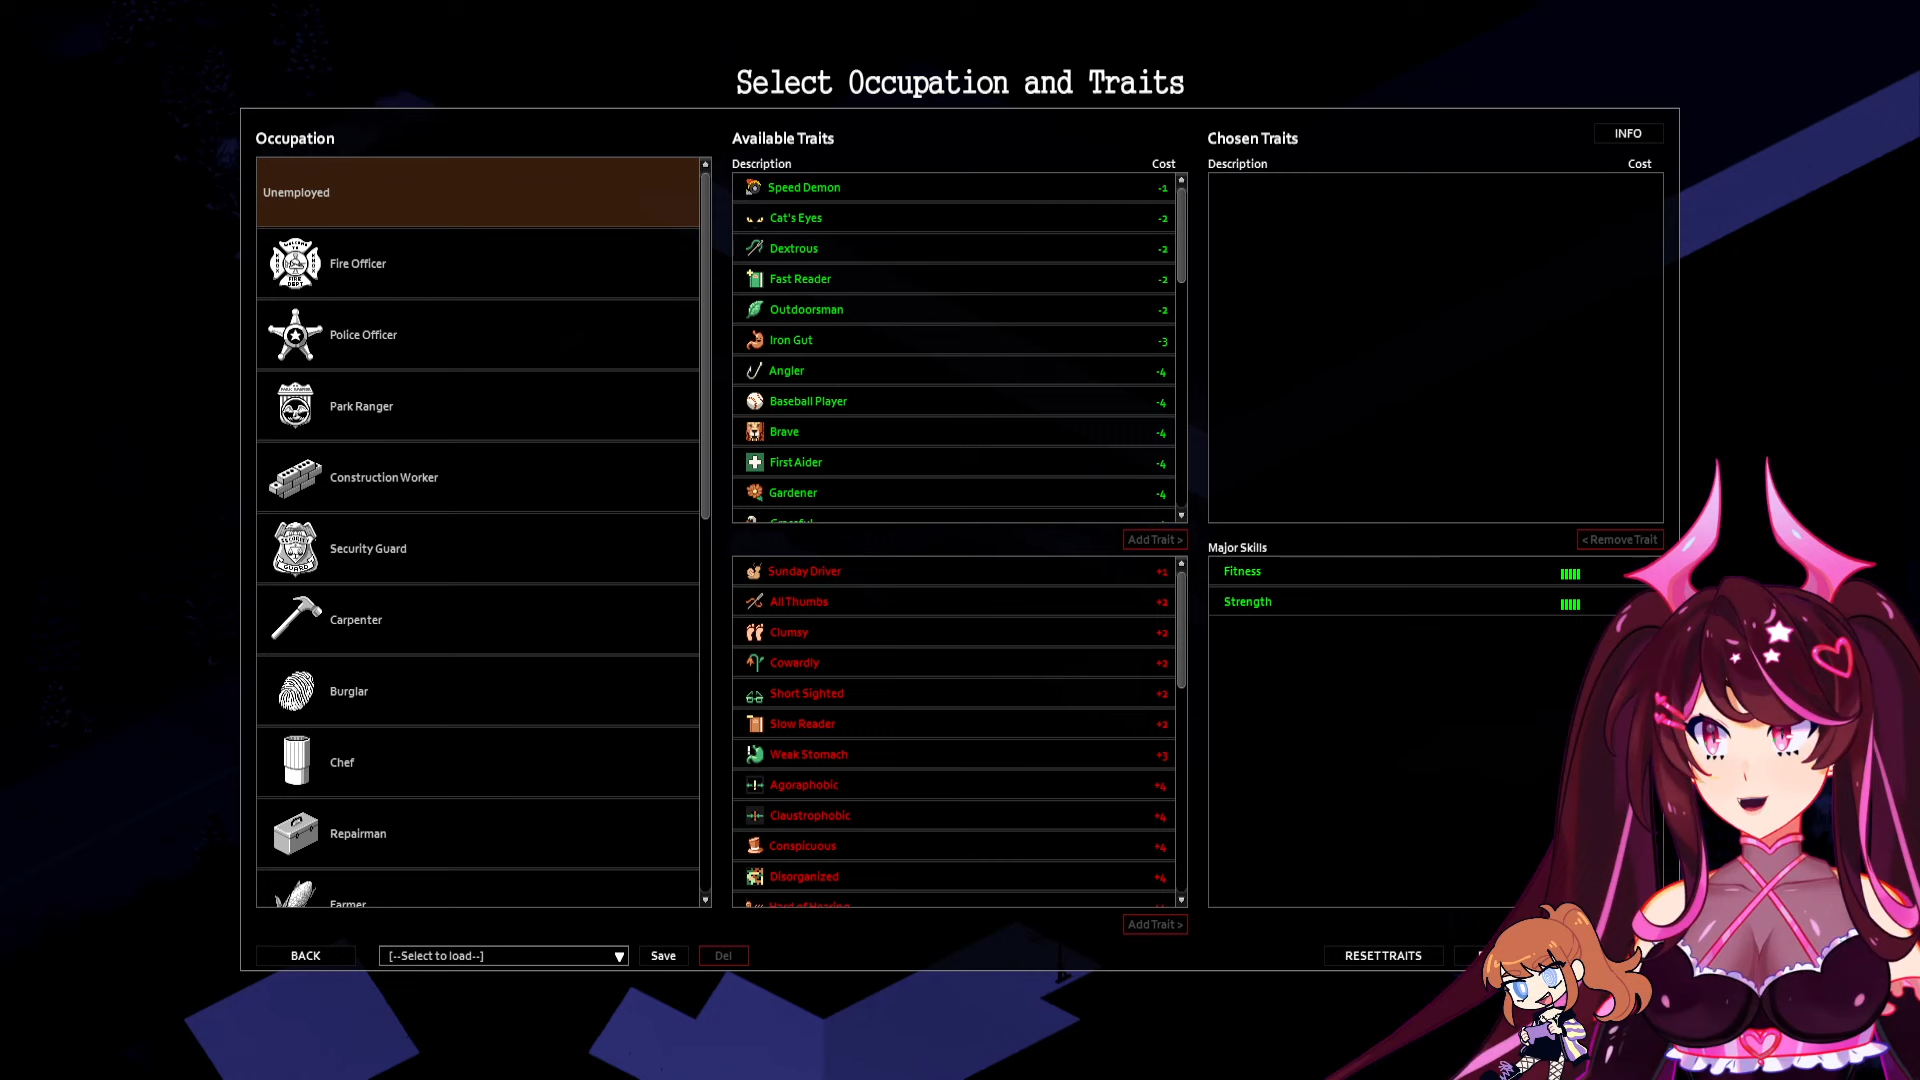 Select Occupation and Traits
Occupation
Unemployed
Fire Officer
Police Officer
Park Ranger
Construction Worker
Security Guard
Carpenter
Burglar
Chef
Repairman
Farmer
Available Traits
Description Cost
Speed Demon -1
Cat's Eyes -2
Dextrous -2
Fast Reader -2
Outdoorsman -2
Iron Gut -3
Angler -4
Baseball Player -4
Brave -4
First Aider -4
Gardener -4
Graceful
Add Trait >
Sunday Driver +1
All Thumbs +2
Clumsy +2
Cowardly +2
Short Sighted +2
Slow Reader +2
Weak Stomach +3
Agoraphobic +4
Claustrophobic +4
Conspicuous +4
Disorganized +4
Hard of Hearing
Add Trait >
Chosen Traits
INFO
Description Cost
< Remove Trait
Major Skills
Fitness
Strength
BACK
[--Select to load--]
Save
Del
RESET TRAITS